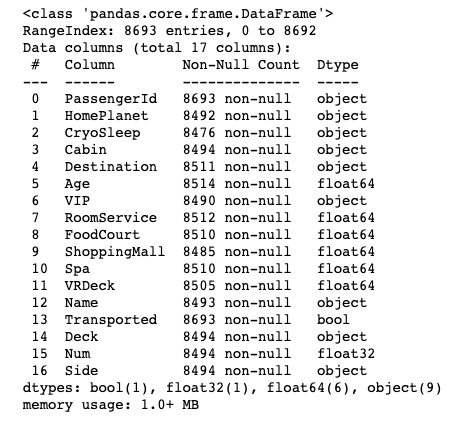 <class 'pandas.core.frame.DataFrame'>
RangeIndex: 8693 entries, 0 to 8692
Data columns (total 17 columns):
 #   Column        Non-Null Count  Dtype
---  ------        --------------  -----
 0   PassengerId   8693 non-null   object
 1   HomePlanet    8492 non-null   object
 2   CryoSleep     8476 non-null   object
 3   Cabin         8494 non-null   object
 4   Destination   8511 non-null   object
 5   Age           8514 non-null   float64
 6   VIP           8490 non-null   object
 7   RoomService   8512 non-null   float64
 8   FoodCourt     8510 non-null   float64
 9   ShoppingMall  8485 non-null   float64
 10  Spa           8510 non-null   float64
 11  VRDeck        8505 non-null   float64
 12  Name          8493 non-null   object
 13  Transported   8693 non-null   bool
 14  Deck          8494 non-null   object
 15  Num           8494 non-null   float32
 16  Side          8494 non-null   object
dtypes: bool(1), float32(1), float64(6), object(9)
memory usage: 1.0+ MB